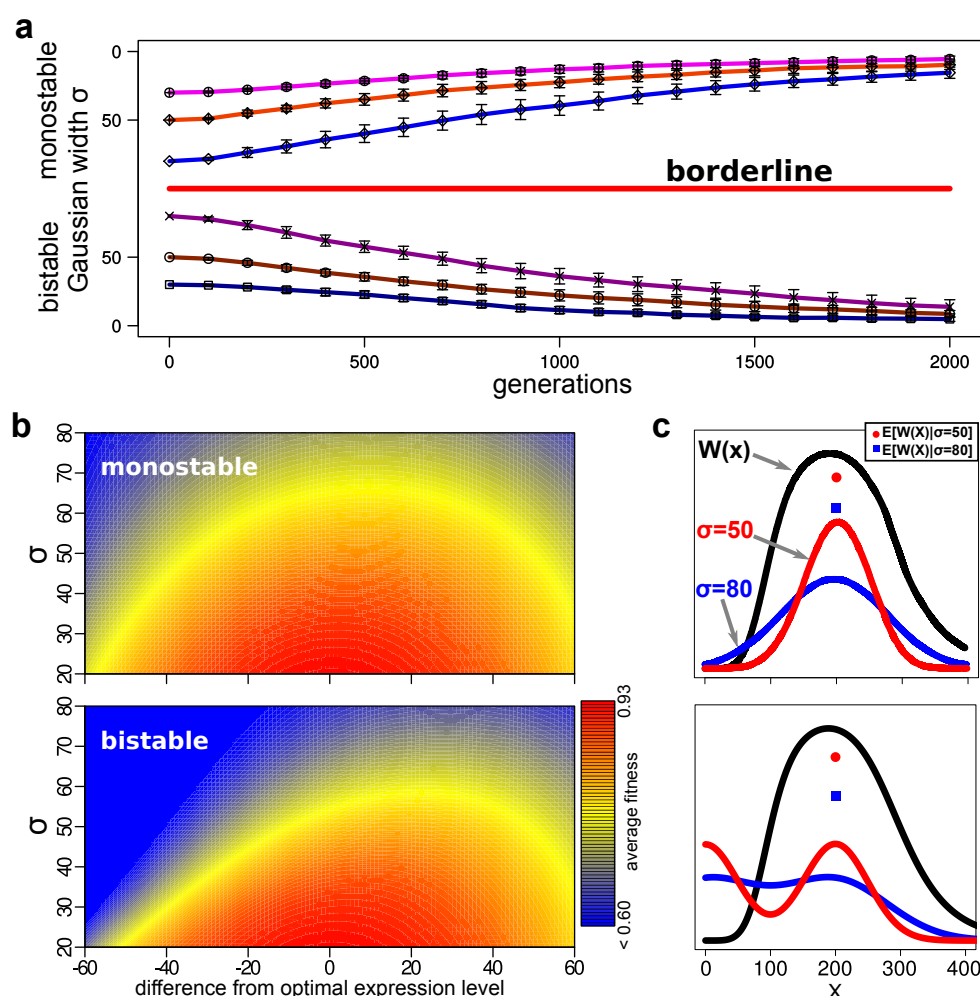 a
monostable
bistable
Gaussian width σ
0
50
50
0
borderline
0
500
1000
1500
2000
generations
b
monostable
σ
80
70
60
50
40
30
20
bistable
σ
80
70
60
50
40
30
20
-60
-40
-20
0
20
40
60
difference from optimal expression level
0.93
average fitness
< 0.60
c
E[W(X)|σ=50]
E[W(X)|σ=80]
W(x)
σ=50
σ=80
0
100
200
300
400
X